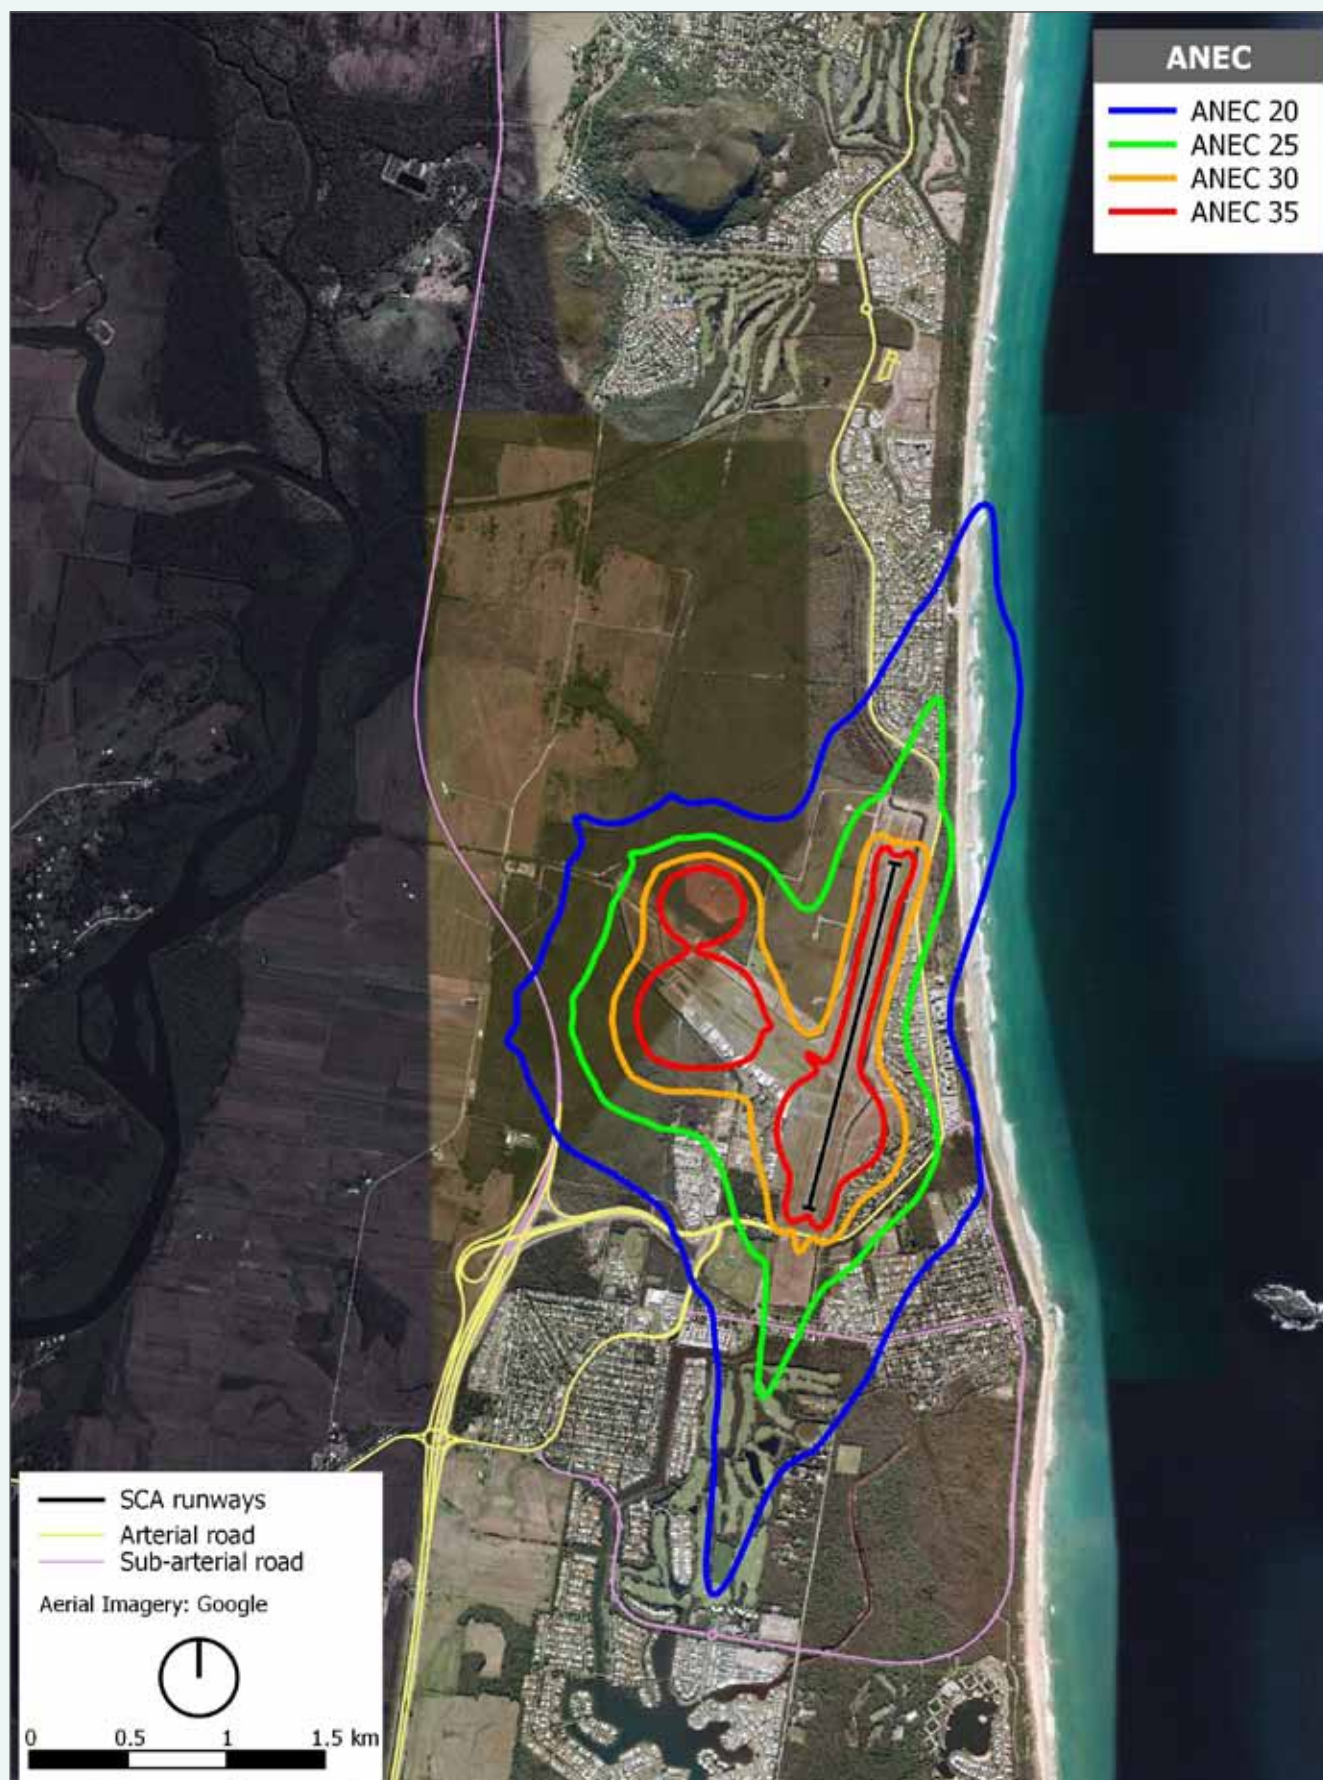 ANEC
ANEC 20
ANEC 25
ANEC 30
ANEC 35
SCA runways
Arterial road
Sub-arterial road
Aerial Imagery: Google
0 0.5 1 1.5 km